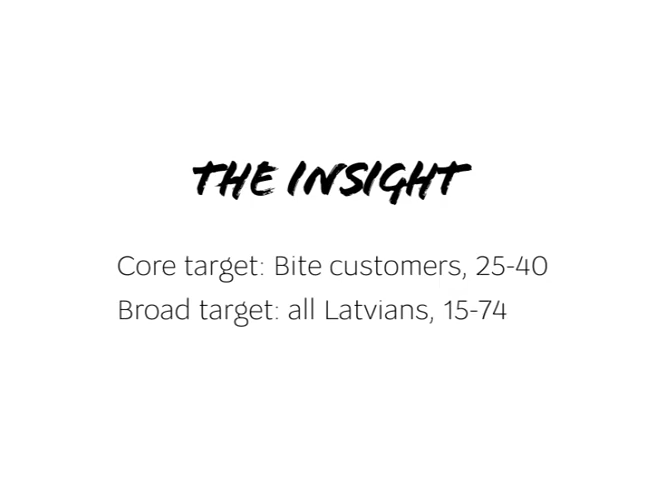 THE INSIGHT
Core target: Bite customers, 25-40
Broad target: all Latvians, 15-74